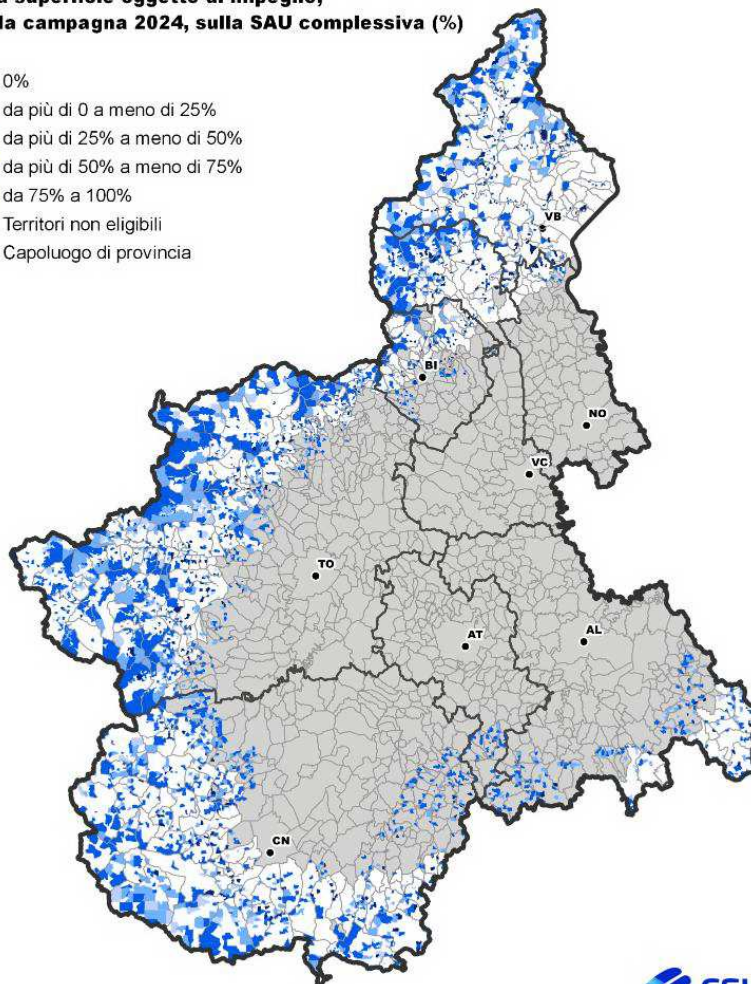 a superficie oggetto di impegno,
la campagna 2024, sulla SAU complessiva (%)
0%
da più di 0 a meno di 25%
da più di 25% a meno di 50%
da più di 50% a meno di 75%
da 75% a 100%
Territori non eligibili
Capoluogo di provincia
VB
BI
NO
VC
TO
AT
AL
CN